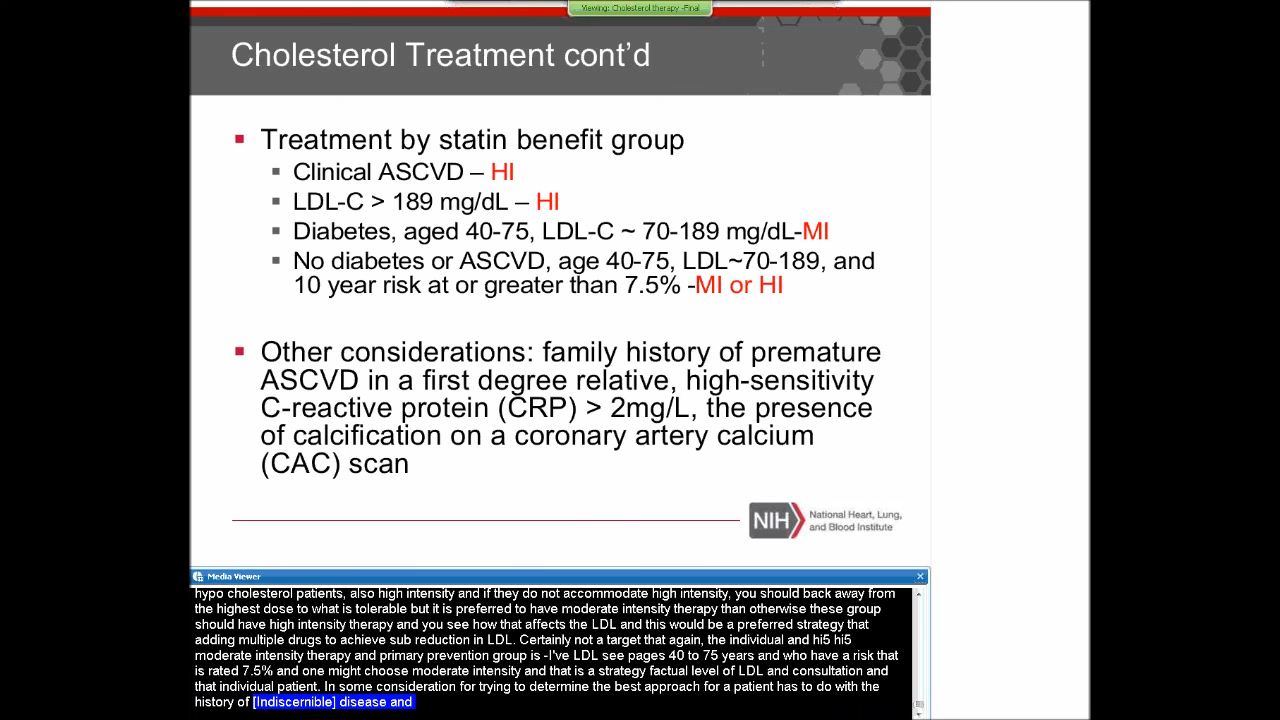 Viewing: Cholesterol therapy -Final
Cholesterol Treatment cont’d
Treatment by statin benefit group
Clinical ASCVD – HI
LDL-C > 189 mg/dL – HI
Diabetes, aged 40-75, LDL-C ~ 70-189 mg/dL-MI
No diabetes or ASCVD, age 40-75, LDL~70-189, and
10 year risk at or greater than 7.5% -MI or HI
Other considerations: family history of premature
ASCVD in a first degree relative, high-sensitivity
C-reactive protein (CRP) > 2mg/L, the presence
of calcification on a coronary artery calcium
(CAC) scan
NIH National Heart, Lung,
and Blood Institute
Media Viewer
hypo cholesterol patients, also high intensity and if they do not accommodate high intensity, you should back away from
the highest dose to what is tolerable but it is preferred to have moderate intensity therapy than otherwise these group
should have high intensity therapy and you see how that affects the LDL and this would be a preferred strategy that
adding multiple drugs to achieve sub reduction in LDL. Certainly not a target that again, the individual and hi5 hi5
moderate intensity therapy and primary prevention group is -I've LDL see pages 40 to 75 years and who have a risk that
is rated 7.5% and one might choose moderate intensity and that is a strategy factual level of LDL and consultation and
that individual patient. In some consideration for trying to determine the best approach for a patient has to do with the
history of [Indiscernible] disease and